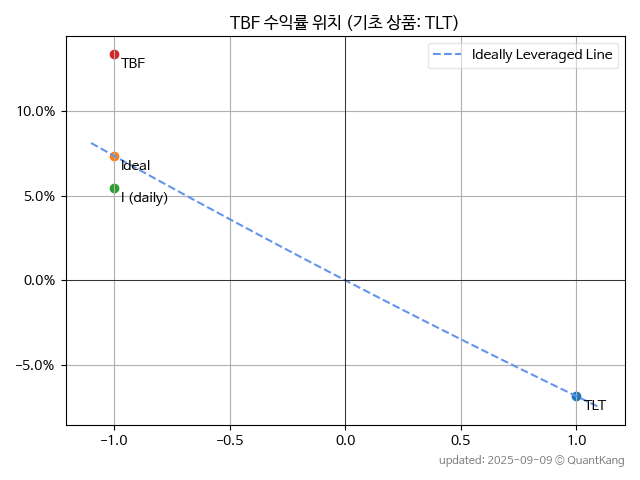 TBF 수익률 위치 (기초 상품: TLT)
Ideally Leveraged Line
TBF
10.0%
Ideal
5.0%
I (daily)
0.0%
-5.0%
TLT
-1.0 -0.5 0.0 0.5 1.0
updated: 2025-09-09 © QuantKang